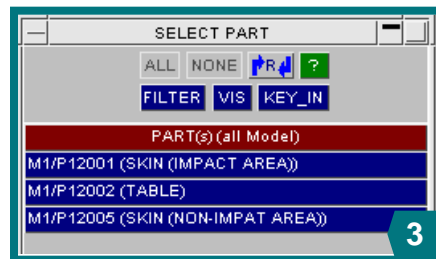 SELECT PART
ALL NONE R ?
FILTER VIS KEY_IN
PART(s) (all Model)
M1/P12001 (SKIN (IMPACT AREA))
M1/P12002 (TABLE)
M1/P12005 (SKIN (NON-IMPAT AREA))
3